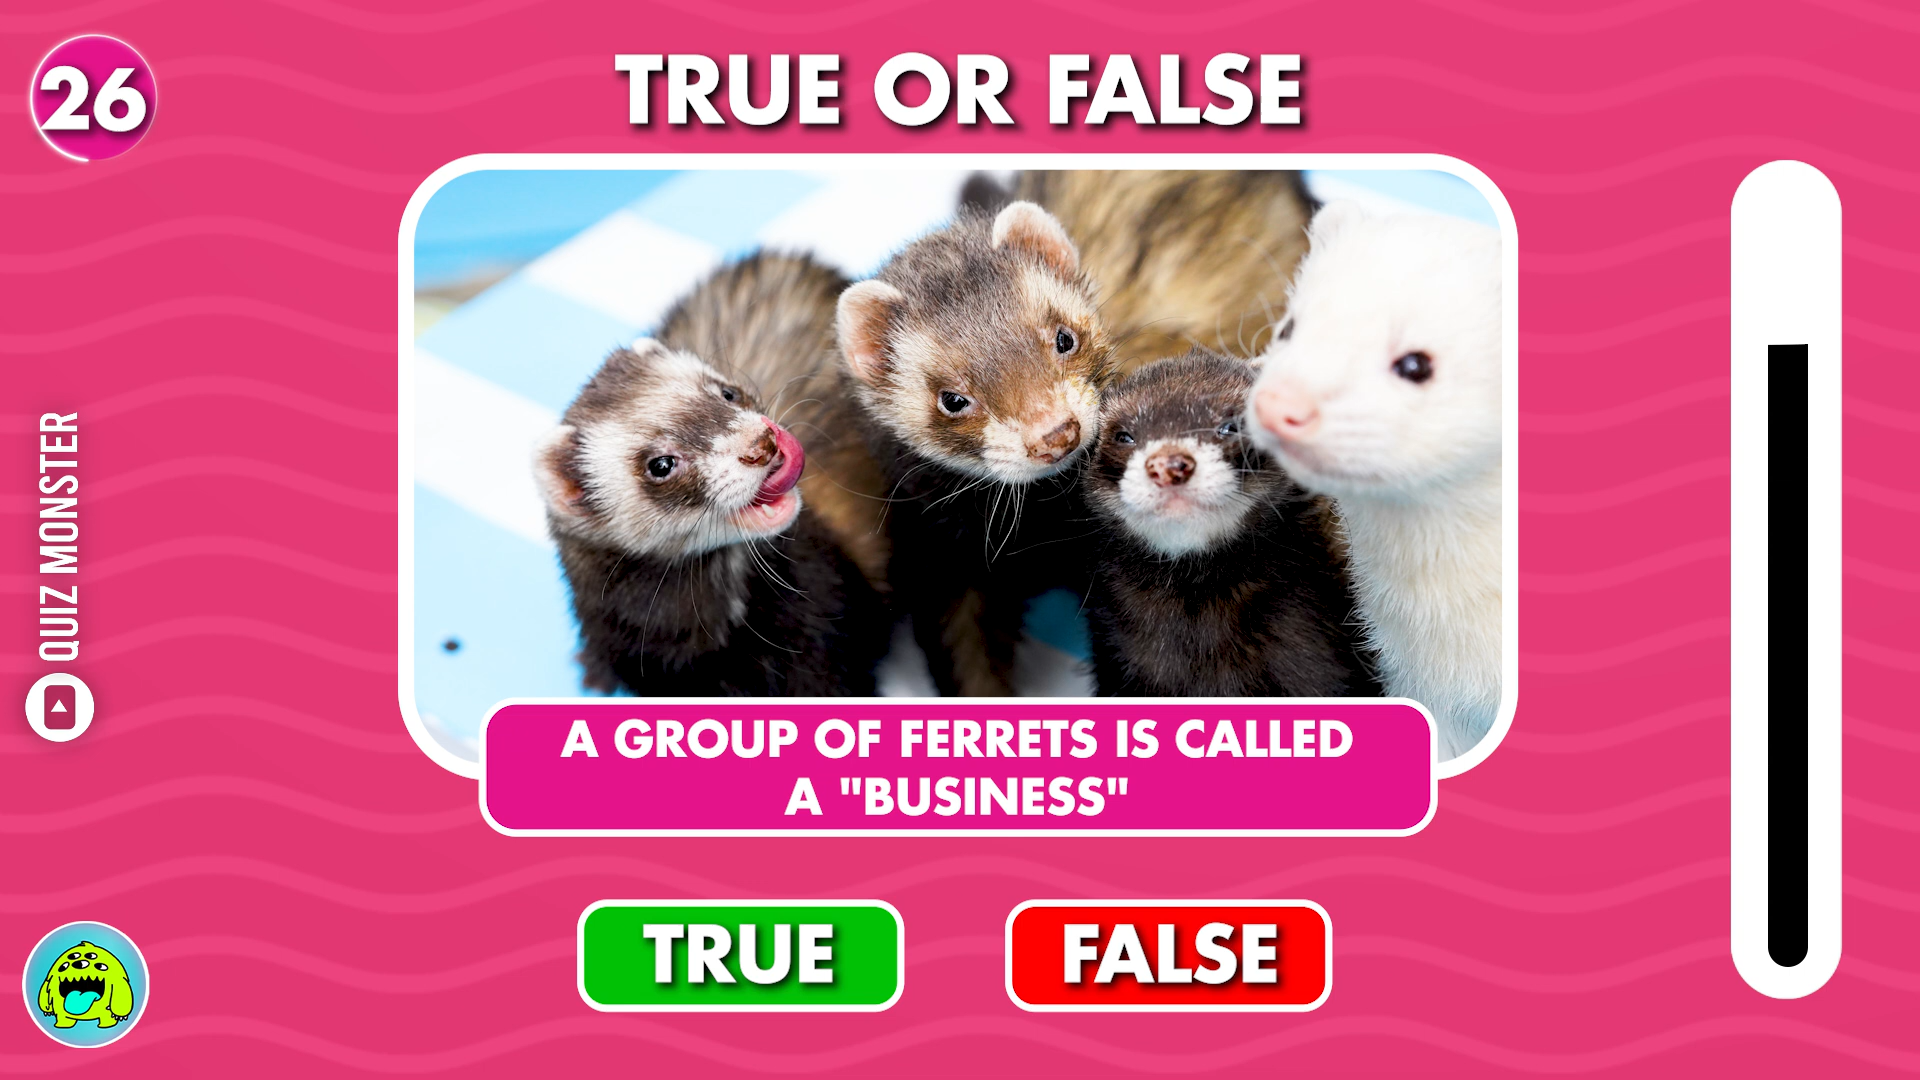 26
TRUE OR FALSE
QUIZ MONSTER
A GROUP OF FERRETS IS CALLED
A "BUSINESS"
TRUE
FALSE